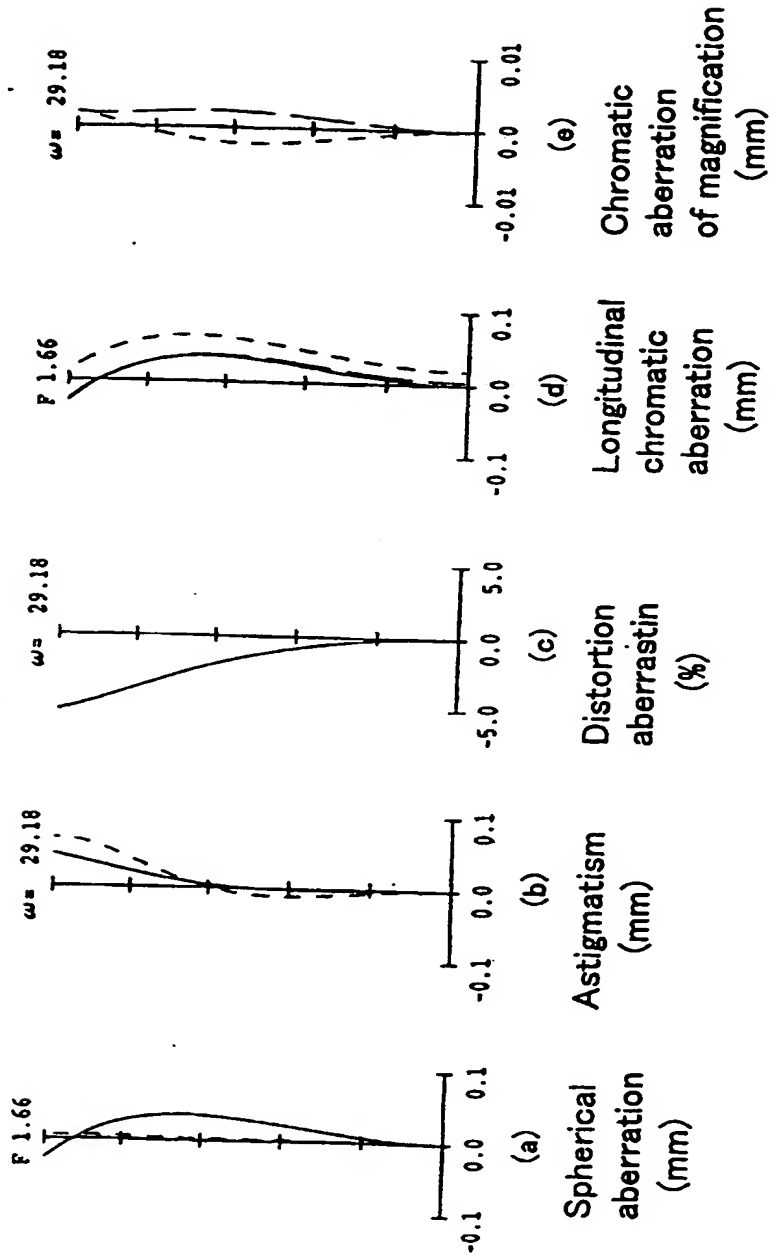 F 1.66
-0.1 0.0 0.1
(a)
Spherical
aberration
(mm)
ω= 29.18
-0.1 0.0 0.1
(b)
Astigmatism
(mm)
ω= 29.18
-5.0 0.0 5.0
(c)
Distortion
aberrastin
(%)
F 1.66
-0.1 0.0 0.1
(d)
Longitudinal
chromatic
aberration
(mm)
ω= 29.18
-0.01 0.0 0.01
(e)
Chromatic
aberration
of magnification
(mm)